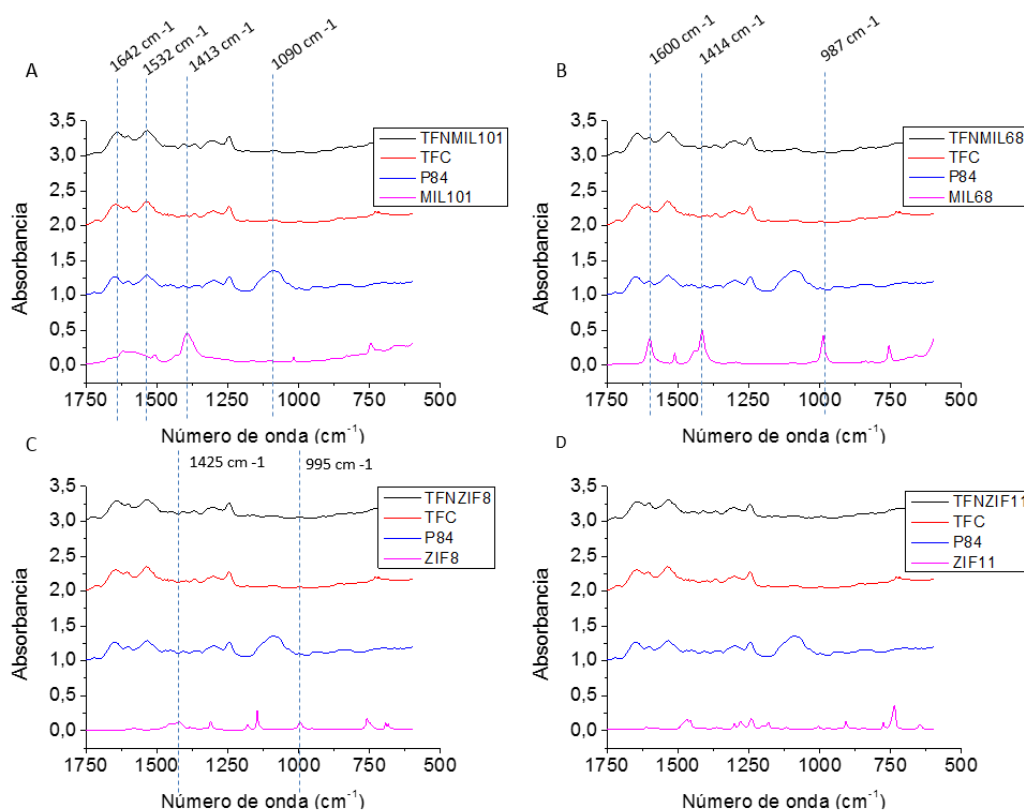 1642 cm -1
1532 cm -1
1413 cm -1
1090 cm -1
A
3,5
3,0
2,5
2,0
1,5
1,0
0,5
0,0
Absorbancia
TFNMIL101
TFC
P84
MIL101
1750 1500 1250 1000 750 500
Número de onda (cm-1)
1600 cm -1
1414 cm -1
987 cm -1
B
3,5
3,0
2,5
2,0
1,5
1,0
0,5
0,0
Absorbancia
TFNMIL68
TFC
P84
MIL68
1750 1500 1250 1000 750 500
Número de onda (cm-1)
C
1425 cm -1
995 cm -1
3,5
3,0
2,5
2,0
1,5
1,0
0,5
0,0
Absorbancia
TFNZIF8
TFC
P84
ZIF8
1750 1500 1250 1000 750 500
Número de onda (cm-1)
D
3,5
3,0
2,5
2,0
1,5
1,0
0,5
0,0
Absorbancia
TFNZIF11
TFC
P84
ZIF11
1750 1500 1250 1000 750 500
Número de onda (cm-1)